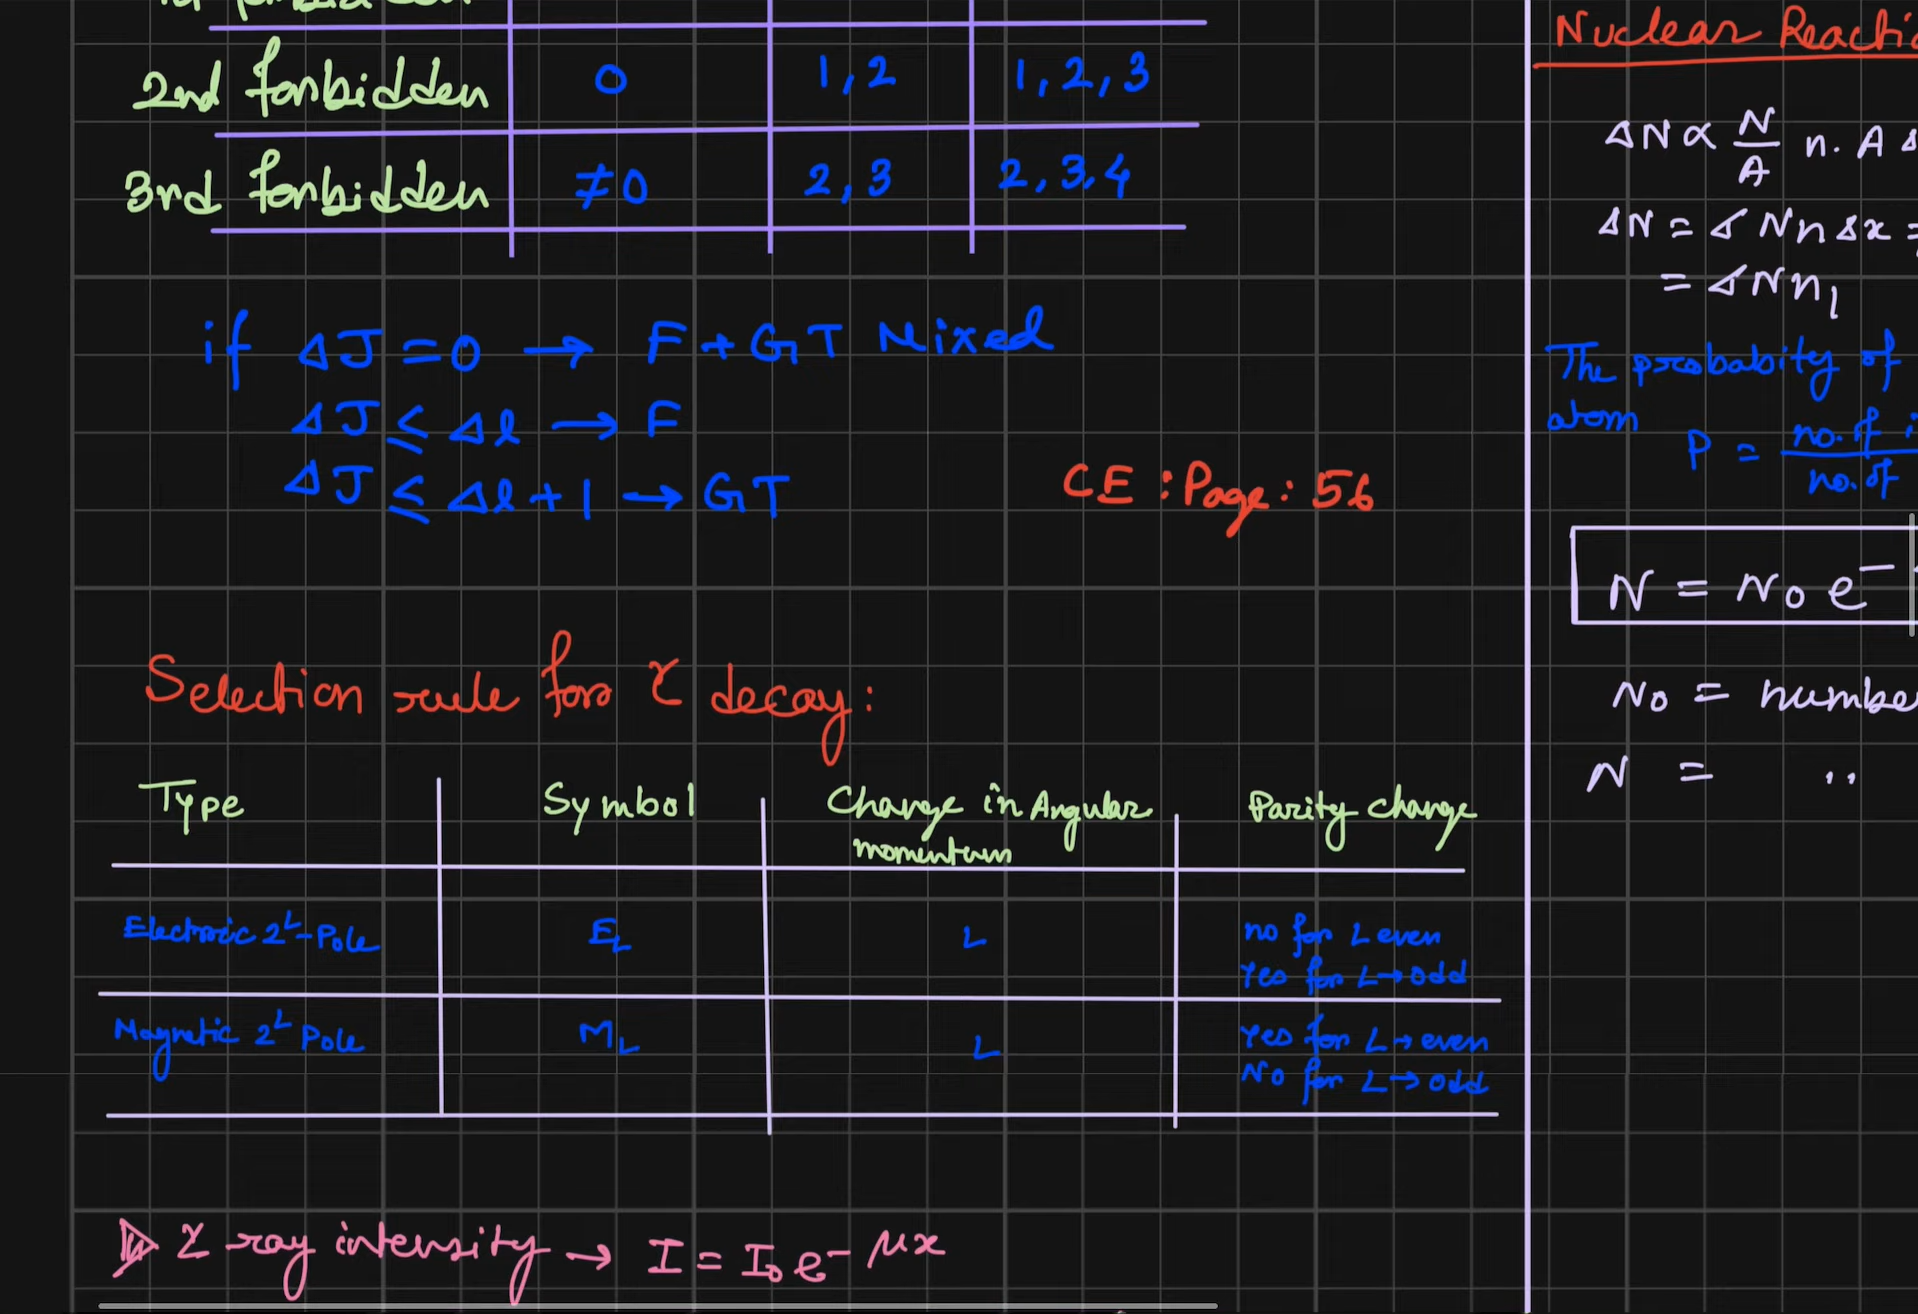 2nd forbidden 0 1,2 1,2,3
3rd forbidden ≠0 2,3 2,3,4
if ΔJ = 0 → F + GT Mixed
ΔJ ≤ Δl → F
ΔJ ≤ Δl + 1 → GT
CE : Page : 56
Selection rule for γ decay:
Type Symbol Change in Angular momentum Parity change
Electric 2^L-Pole E_L L no for L even
Yes for L→odd
Magnetic 2^L Pole M_L L Yes for L→even
No for L→odd
γ-ray intensity → I = I₀ e^-μx
Nuclear
ΔN ∝ N/A n. A
ΔN = σ N n Δx =
= σ N n₁
The probabity of
atom
P = no. of
no. of
N = N₀ e^-
N₀ =
N = ..